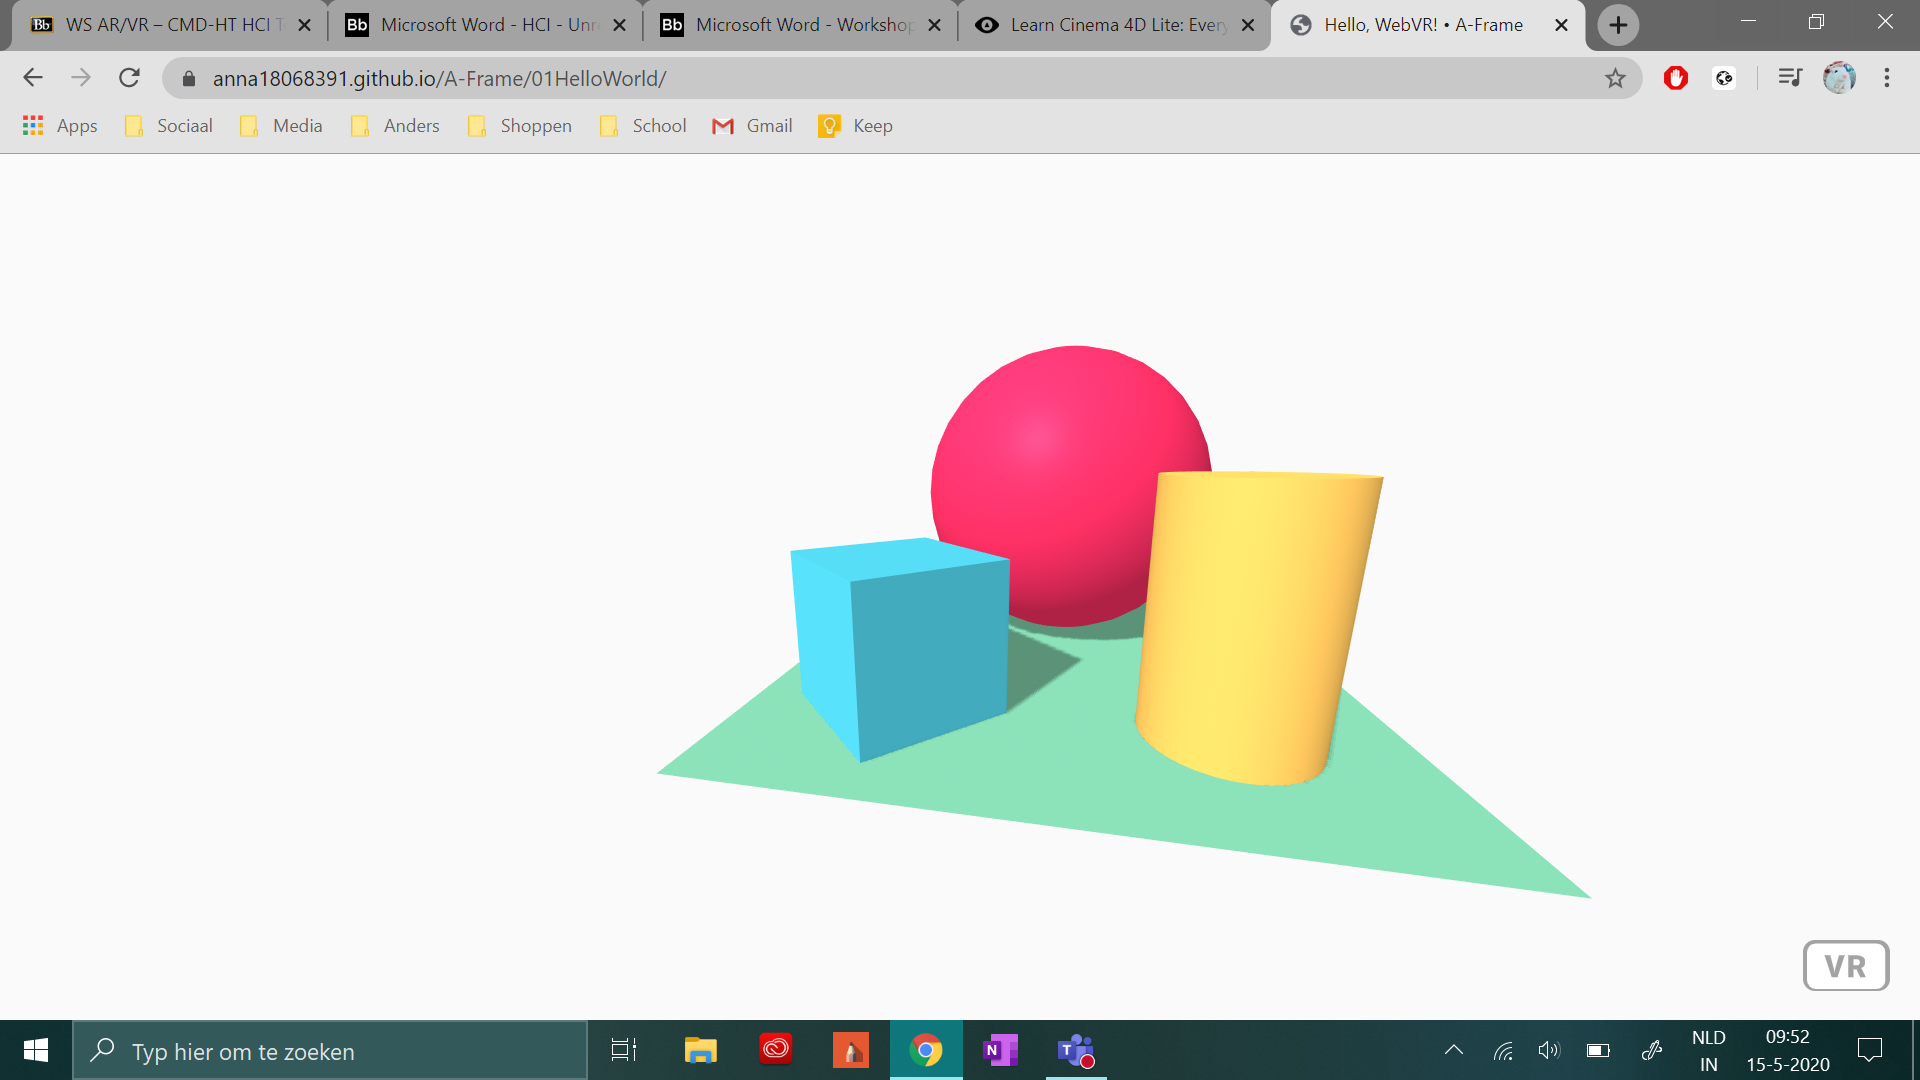 WS AR/VR – CMD-HT HCI T
Microsoft Word - HCI - Unr
Microsoft Word - Workshop
Learn Cinema 4D Lite: Every
Hello, WebVR! • A-Frame
anna18068391.github.io/A-Frame/01HelloWorld/
Apps
Sociaal
Media
Anders
Shoppen
School
Gmail
Keep
VR
Typ hier om te zoeken
NLD
IN
09:52
15-5-2020